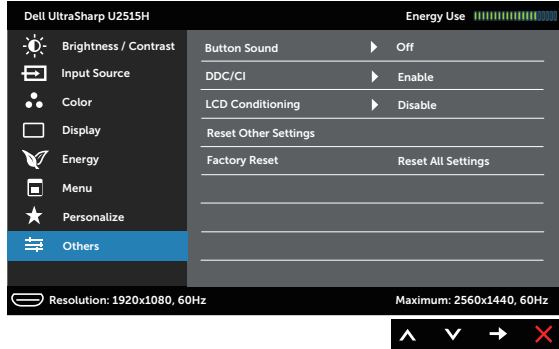 Dell UltraSharp U2515H Energy Use
Brightness / Contrast
Input Source
Color
Display
Energy
Menu
Personalize
Others
Button Sound Off
DDC/CI Enable
LCD Conditioning Disable
Reset Other Settings
Factory Reset Reset All Settings
Resolution: 1920x1080, 60Hz Maximum: 2560x1440, 60Hz